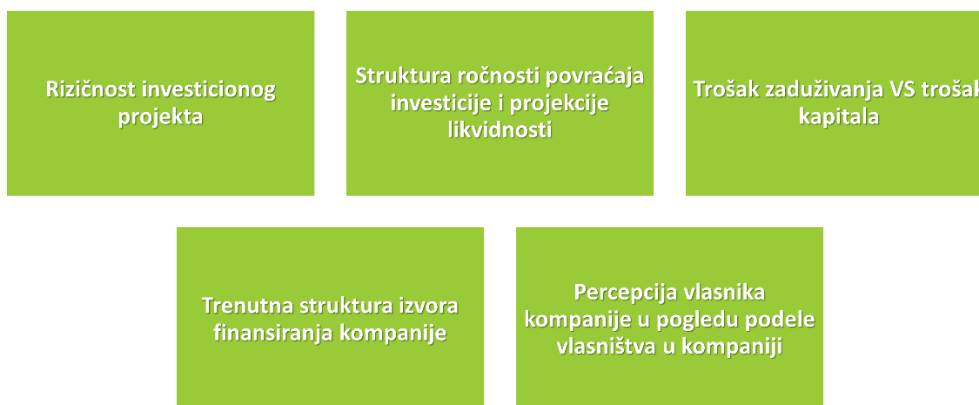 Rizičnost investicionog
projekta
Struktura ročnosti povraćaja
investicije i projekcije
likvidnosti
Trošak zaduživanja VS trošak
kapitala
Trenutna struktura izvora
finansiranja kompanije
Percepcija vlasnika
kompanije u pogledu podele
vlasništva u kompaniji